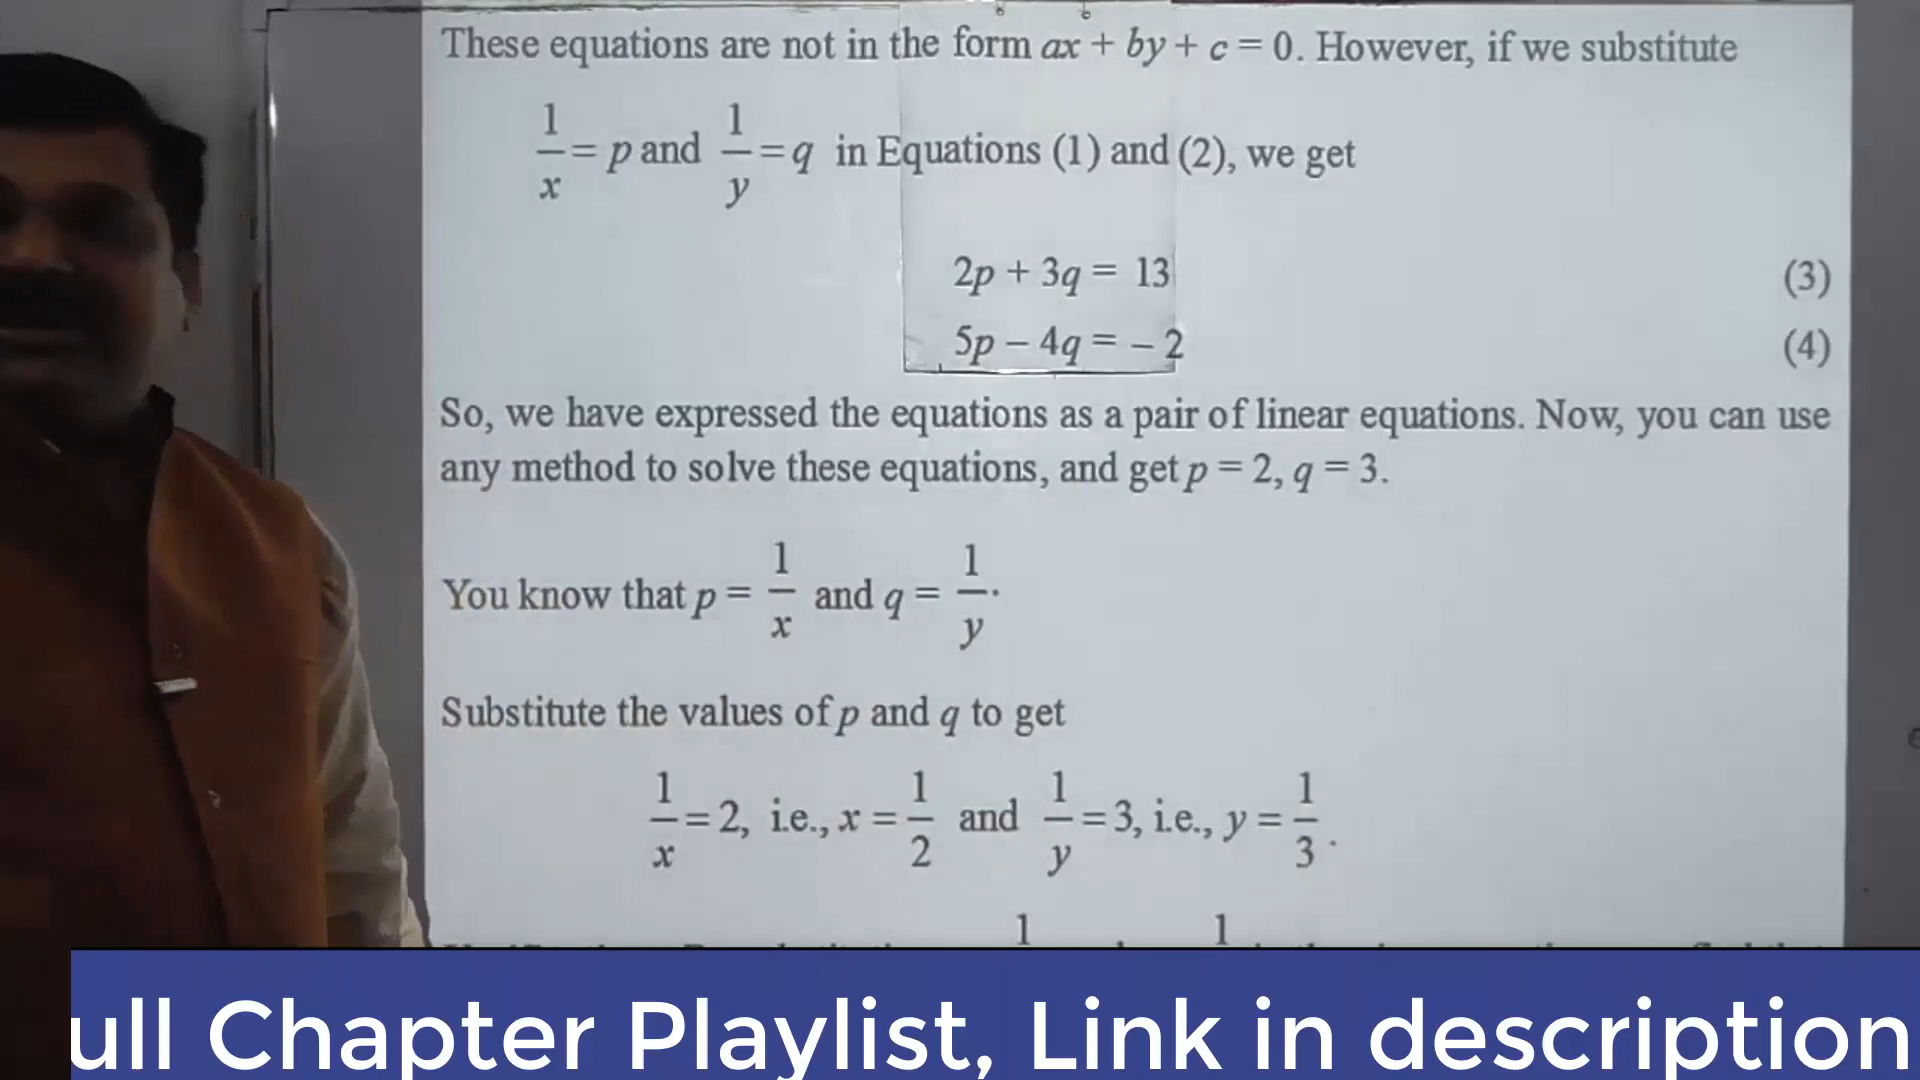 These equations are not in the form ax + by + c = 0. However, if we substitute
1/x = p and 1/y = q in Equations (1) and (2), we get
2p + 3q = 13 (3)
5p – 4q = – 2 (4)
So, we have expressed the equations as a pair of linear equations. Now, you can use
any method to solve these equations, and get p = 2, q = 3.
You know that p = 1/x and q = 1/y.
Substitute the values of p and q to get
1/x = 2, i.e., x = 1/2 and 1/y = 3, i.e., y = 1/3.
1 1
ull Chapter Playlist, Link in description